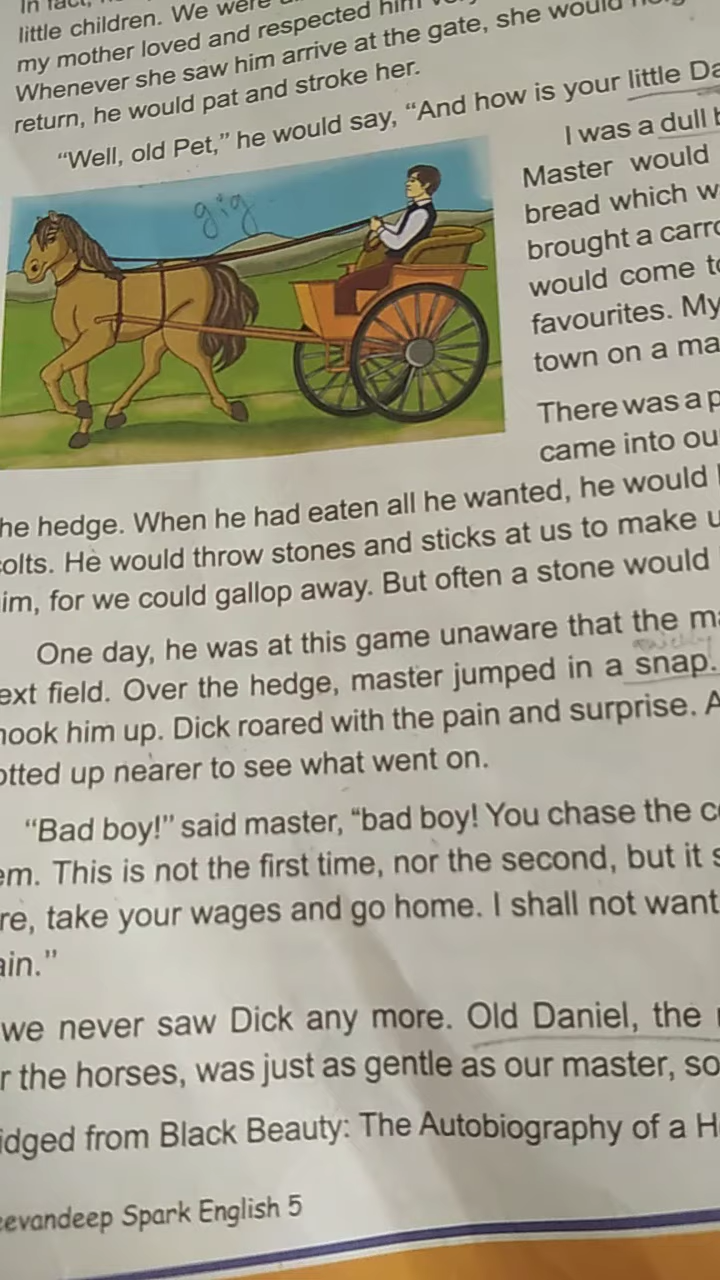 little children. We were
my mother loved and respected him
Whenever she saw him arrive at the gate, she would
return, he would pat and stroke her.
"Well, old Pet," he would say, "And how is your little Da
I was a dull b
Master would
bread which w
brought a carro
would come to
favourites. My
town on a ma
There was a p
came into ou
gig
he hedge. When he had eaten all he wanted, he would
colts. He would throw stones and sticks at us to make u
im, for we could gallop away. But often a stone would
One day, he was at this game unaware that the ma
ext field. Over the hedge, master jumped in a snap.
hook him up. Dick roared with the pain and surprise. A
otted up nearer to see what went on.
"Bad boy!" said master, "bad boy! You chase the co
em. This is not the first time, nor the second, but it s
re, take your wages and go home. I shall not want
ain."
we never saw Dick any more. Old Daniel, the
r the horses, was just as gentle as our master, so
idged from Black Beauty: The Autobiography of a H
eevandeep Spark English 5